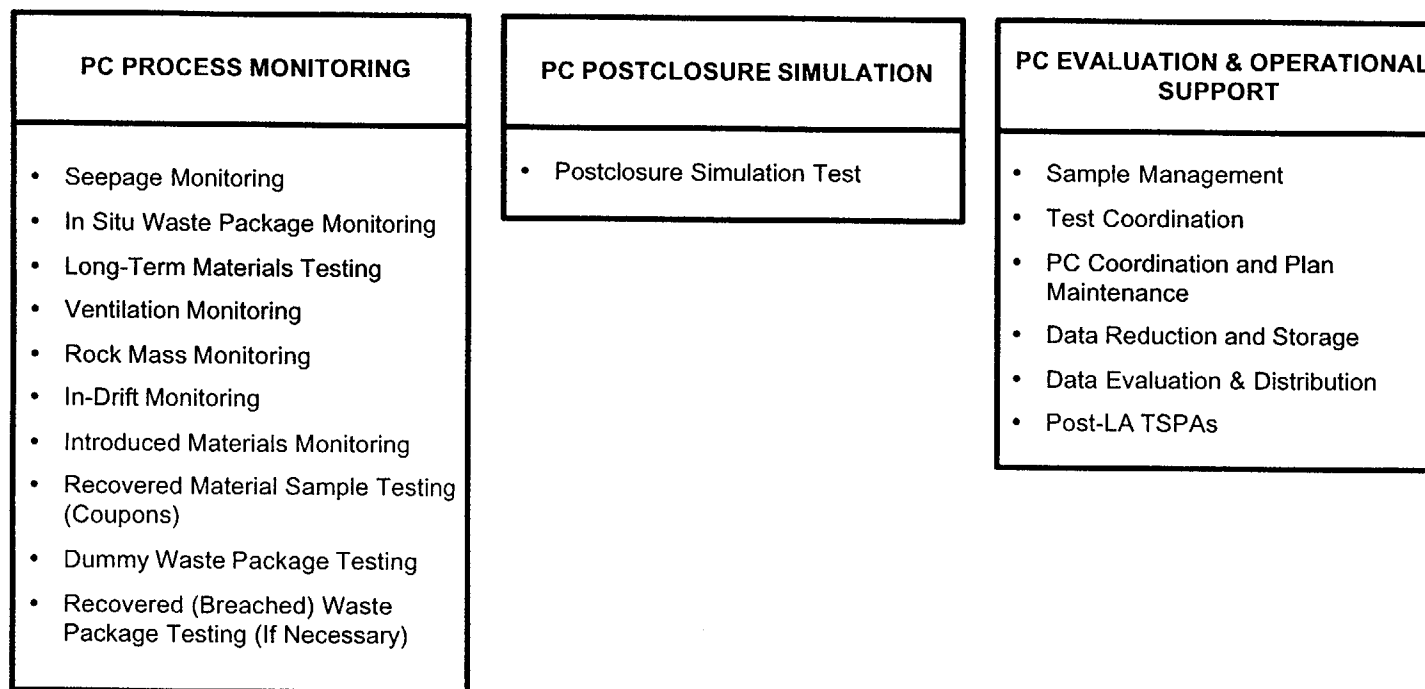 PC PROCESS MONITORING
• Seepage Monitoring
• In Situ Waste Package Monitoring
• Long-Term Materials Testing
• Ventilation Monitoring
• Rock Mass Monitoring
• In-Drift Monitoring
• Introduced Materials Monitoring
• Recovered Material Sample Testing
(Coupons)
• Dummy Waste Package Testing
• Recovered (Breached) Waste
Package Testing (If Necessary)
PC POSTCLOSURE SIMULATION
• Postclosure Simulation Test
PC EVALUATION & OPERATIONAL
SUPPORT
• Sample Management
• Test Coordination
• PC Coordination and Plan
Maintenance
• Data Reduction and Storage
• Data Evaluation & Distribution
• Post-LA TSPAs